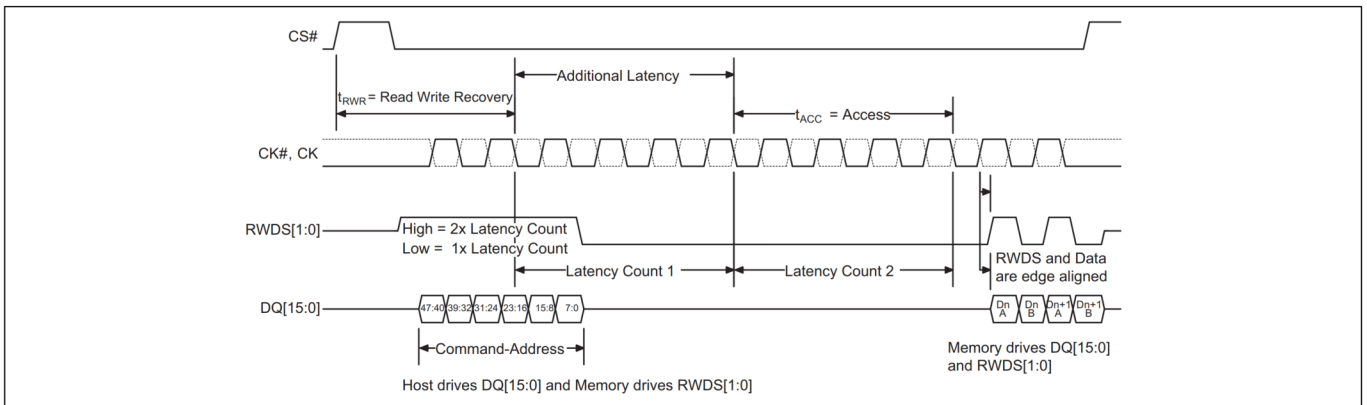 CS#
Additional Latency
tRWR = Read Write Recovery
tACC = Access
CK#, CK
RWDS[1:0]
High = 2x Latency Count
Low = 1x Latency Count
RWDS and Data
are edge aligned
Latency Count 1
Latency Count 2
DQ[15:0]
47:40 39:32 31:24 23:16 15:8 7:0
Dn A Dn B Dn+1 A Dn+1 B
Command-Address
Memory drives DQ[15:0]
and RWDS[1:0]
Host drives DQ[15:0] and Memory drives RWDS[1:0]